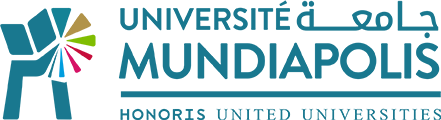 UNIVERSITÉ جامعة
MUNDIAPOLIS
HONORIS UNITED UNIVERSITIES